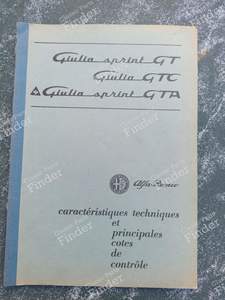 Giulia sprint GT
Giulia GTC
Giulia sprint GTA
Alfa Romeo
caractéristiques techniques
et
principales
cotes
de
contrôle